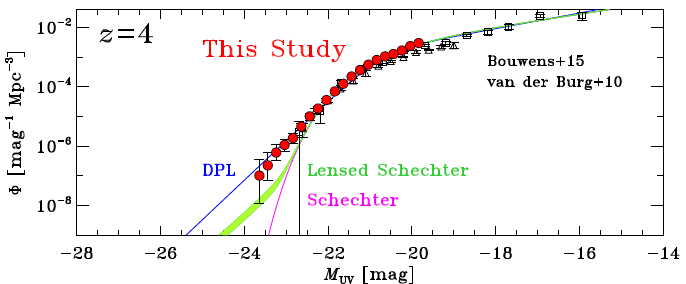 z=4
This Study
Bouwens+15
van der Burg+10
DPL
Lensed Schechter
Schechter
Φ [mag⁻¹ Mpc⁻³]
10⁻²
10⁻⁴
10⁻⁶
10⁻⁸
−28 −26 −24 −22 −20 −18 −16 −14
M_UV [mag]